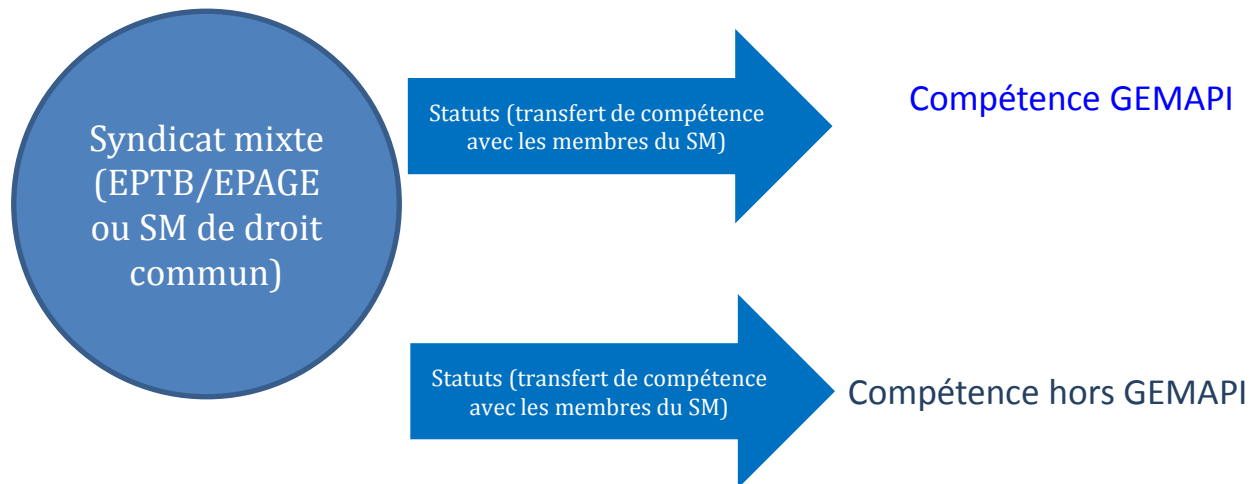 Syndicat mixte
(EPTB/EPAGE
ou SM de droit
commun)
Statuts (transfert de compétence
avec les membres du SM)
Compétence GEMAPI
Statuts (transfert de compétence
avec les membres du SM)
Compétence hors GEMAPI